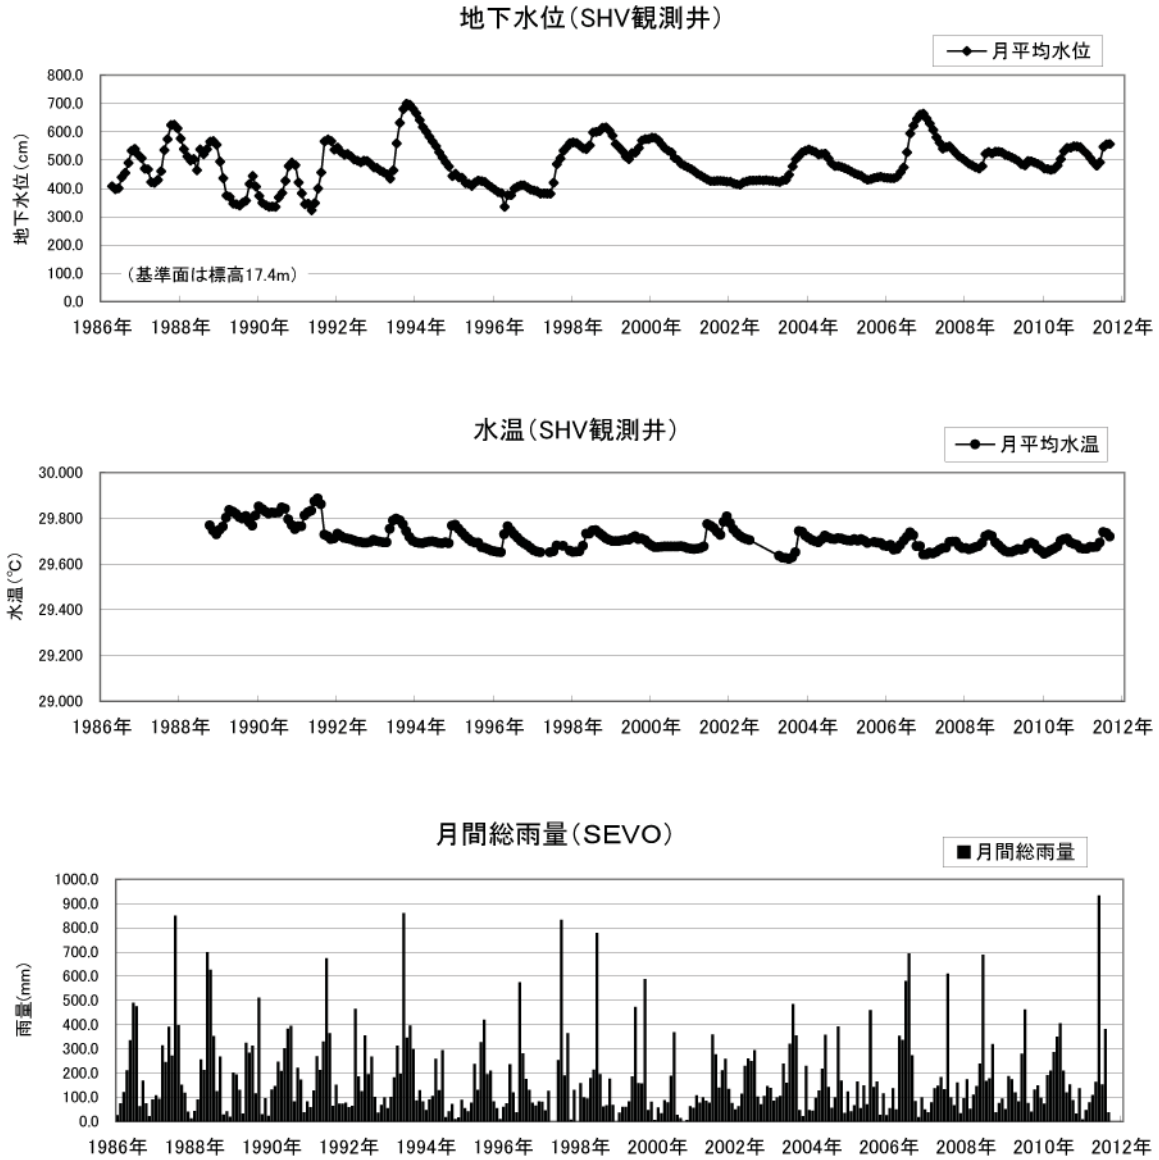 地下水位(SHV観測井)
月平均水位
地下水位(cm)
800.0
700.0
600.0
500.0
400.0
300.0
200.0
100.0
0.0
(基準面は標高17.4m)
1986年 1988年 1990年 1992年 1994年 1996年 1998年 2000年 2002年 2004年 2006年 2008年 2010年 2012年
水温(SHV観測井)
月平均水温
水温(℃)
30.000
29.800
29.600
29.400
29.200
29.000
1986年 1988年 1990年 1992年 1994年 1996年 1998年 2000年 2002年 2004年 2006年 2008年 2010年 2012年
月間総雨量(SEVO)
月間総雨量
雨量(mm)
1000.0
900.0
800.0
700.0
600.0
500.0
400.0
300.0
200.0
100.0
0.0
1986年 1988年 1990年 1992年 1994年 1996年 1998年 2000年 2002年 2004年 2006年 2008年 2010年 2012年